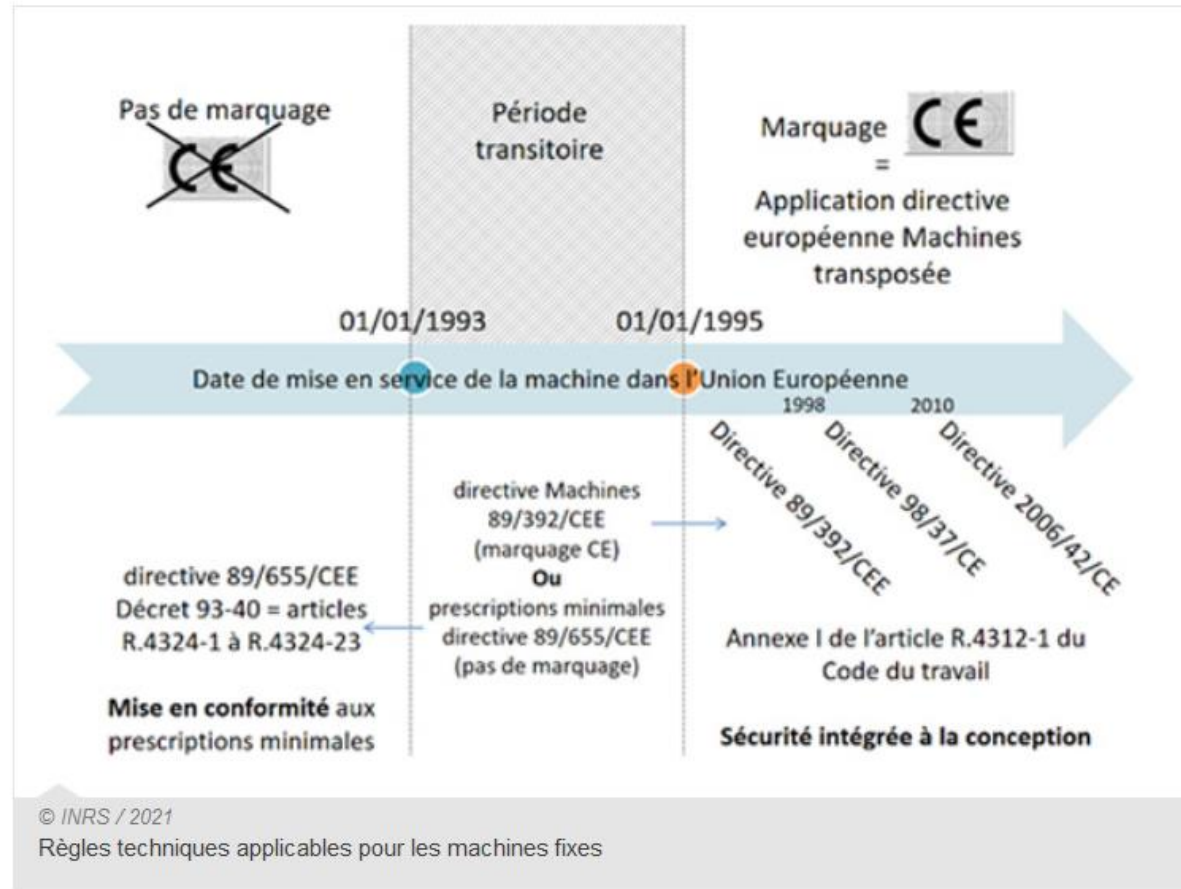 Pas de marquage
CE
Période
transitoire
Marquage CE
=
Application directive
européenne Machines
transposée
01/01/1993
01/01/1995
Date de mise en service de la machine dans l'Union Européenne
1998
2010
Directive 89/392/CEE
Directive 98/37/CE
Directive 2006/42/CE
directive 89/655/CEE
Décret 93-40 = articles
R.4324-1 à R.4324-23
Mise en conformité aux
prescriptions minimales
directive Machines
89/392/CEE
(marquage CE)
Ou
prescriptions minimales
directive 89/655/CEE
(pas de marquage)
Annexe I de l'article R.4312-1 du
Code du travail
Sécurité intégrée à la conception
© INRS / 2021
Règles techniques applicables pour les machines fixes